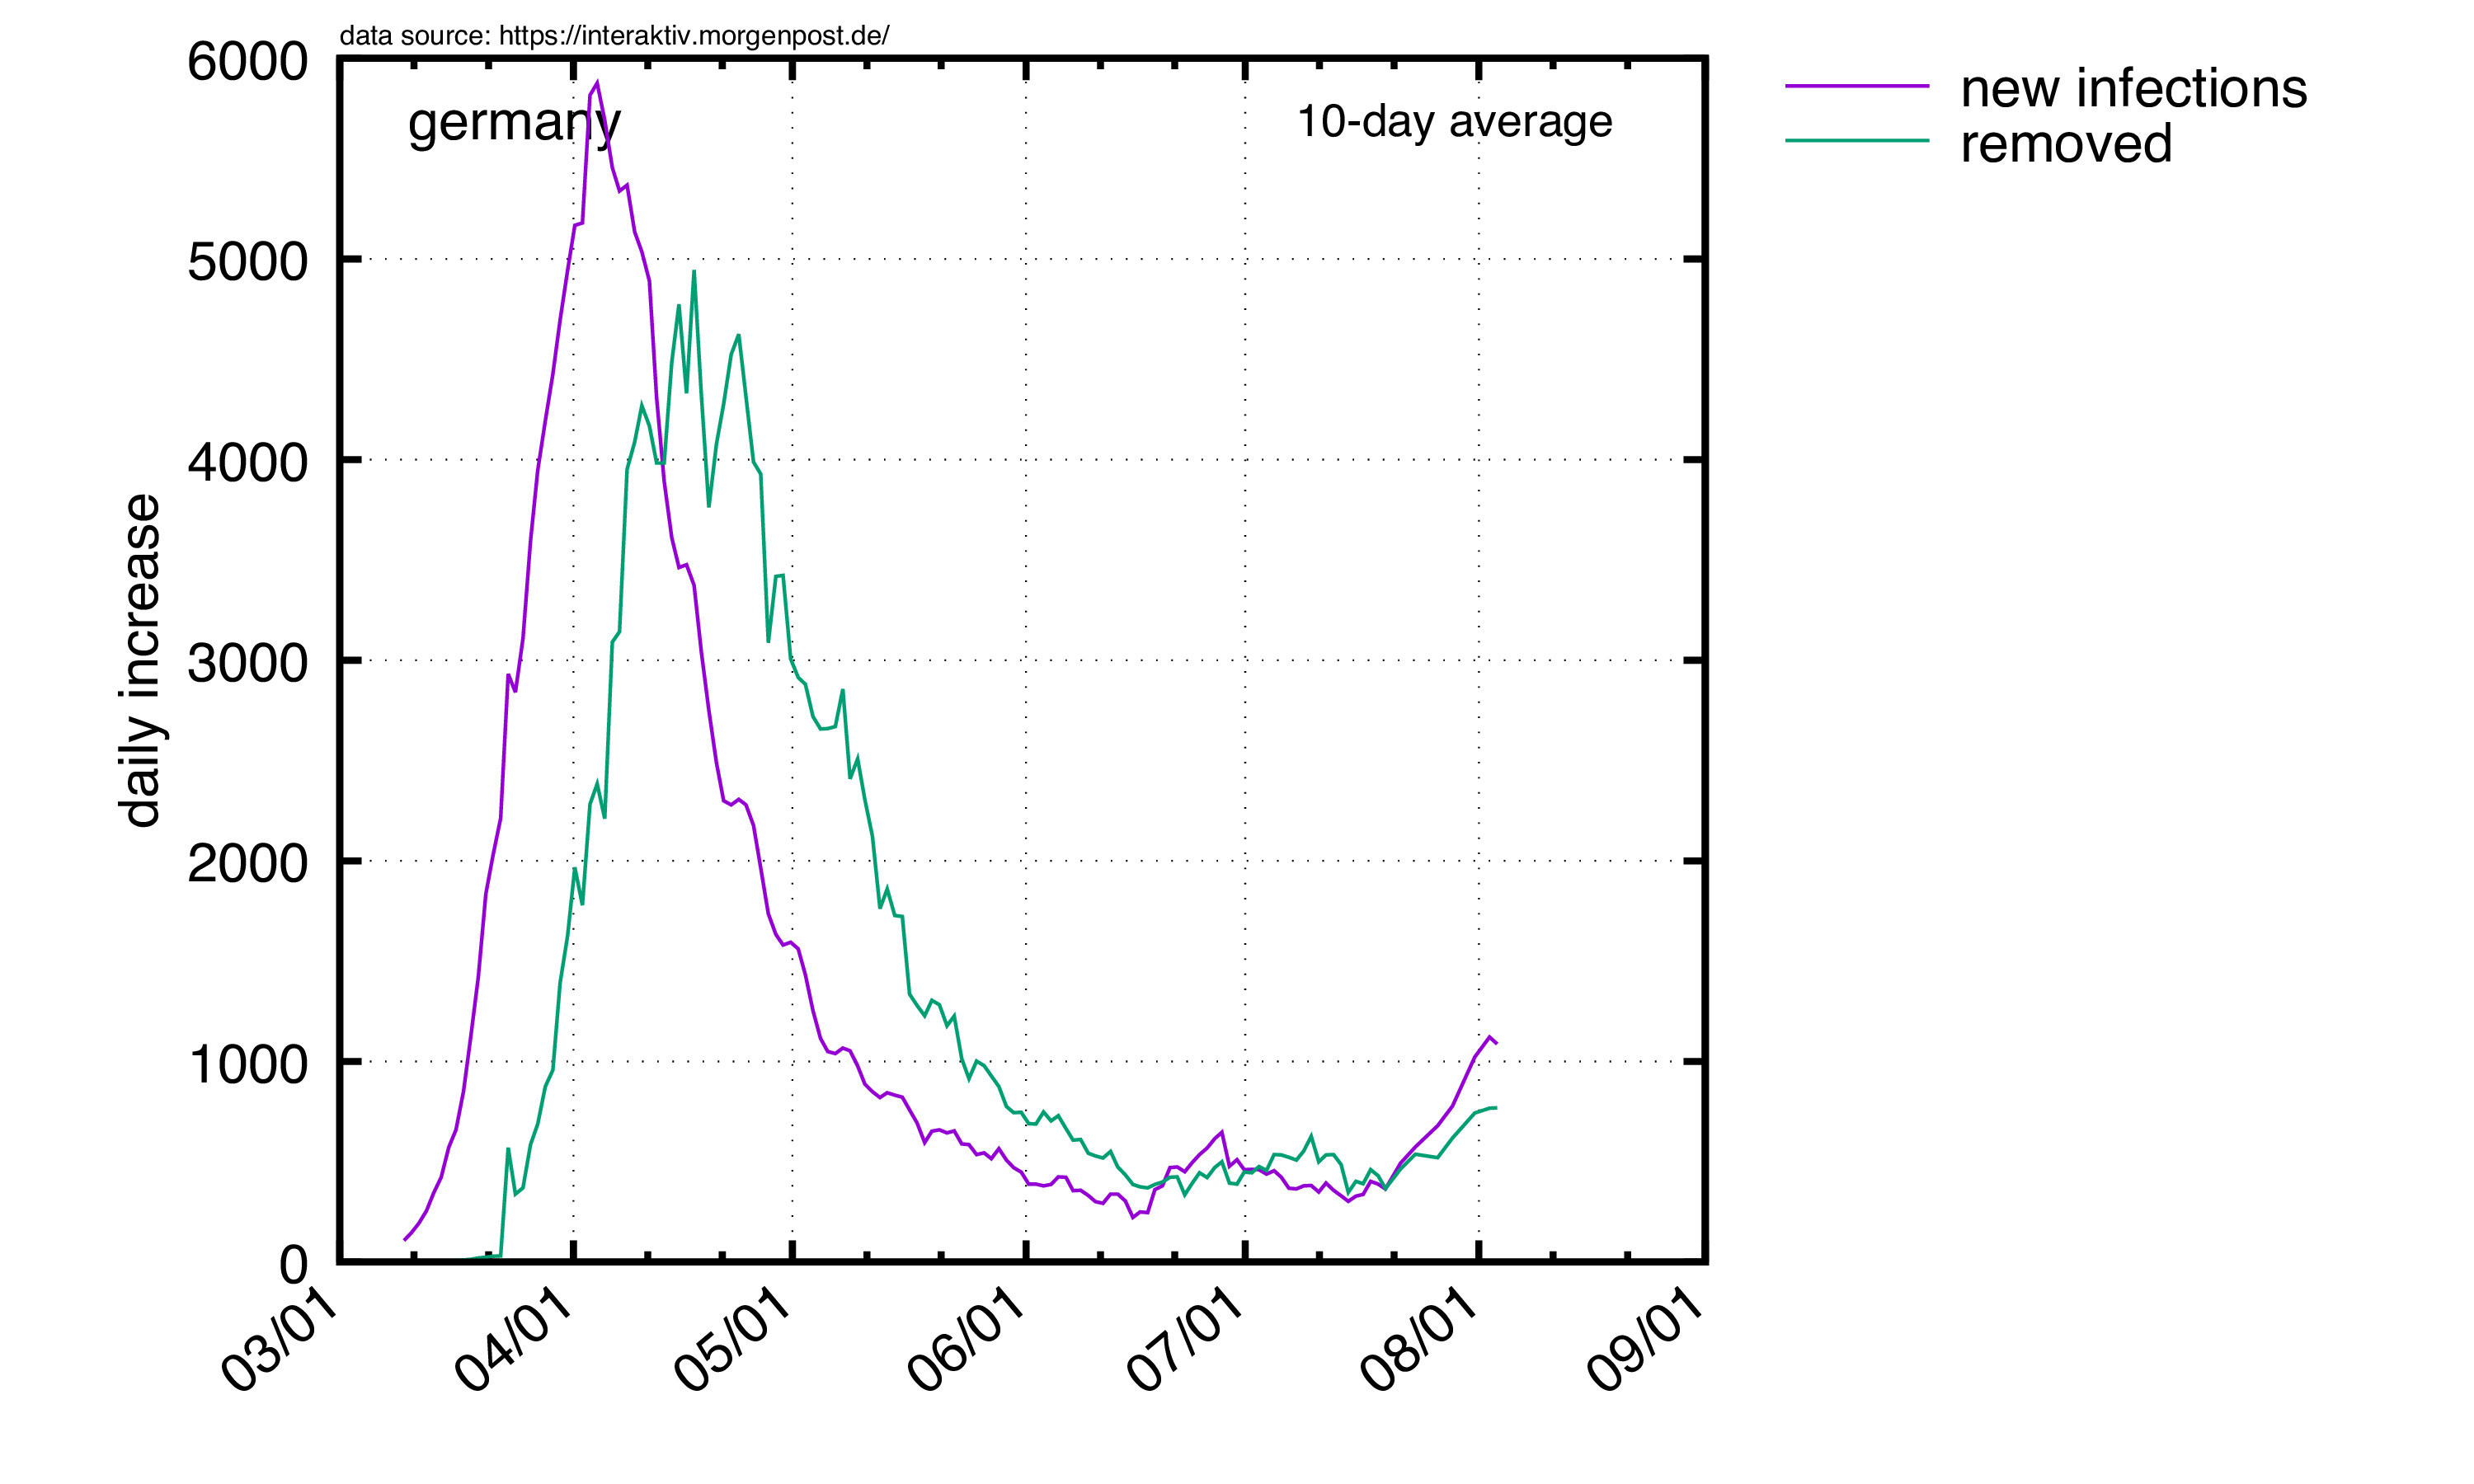 data source: https://interaktiv.morgenpost.de/
germany
10-day average
new infections
removed
daily increase
6000
5000
4000
3000
2000
1000
0
03/01
04/01
05/01
06/01
07/01
08/01
09/01